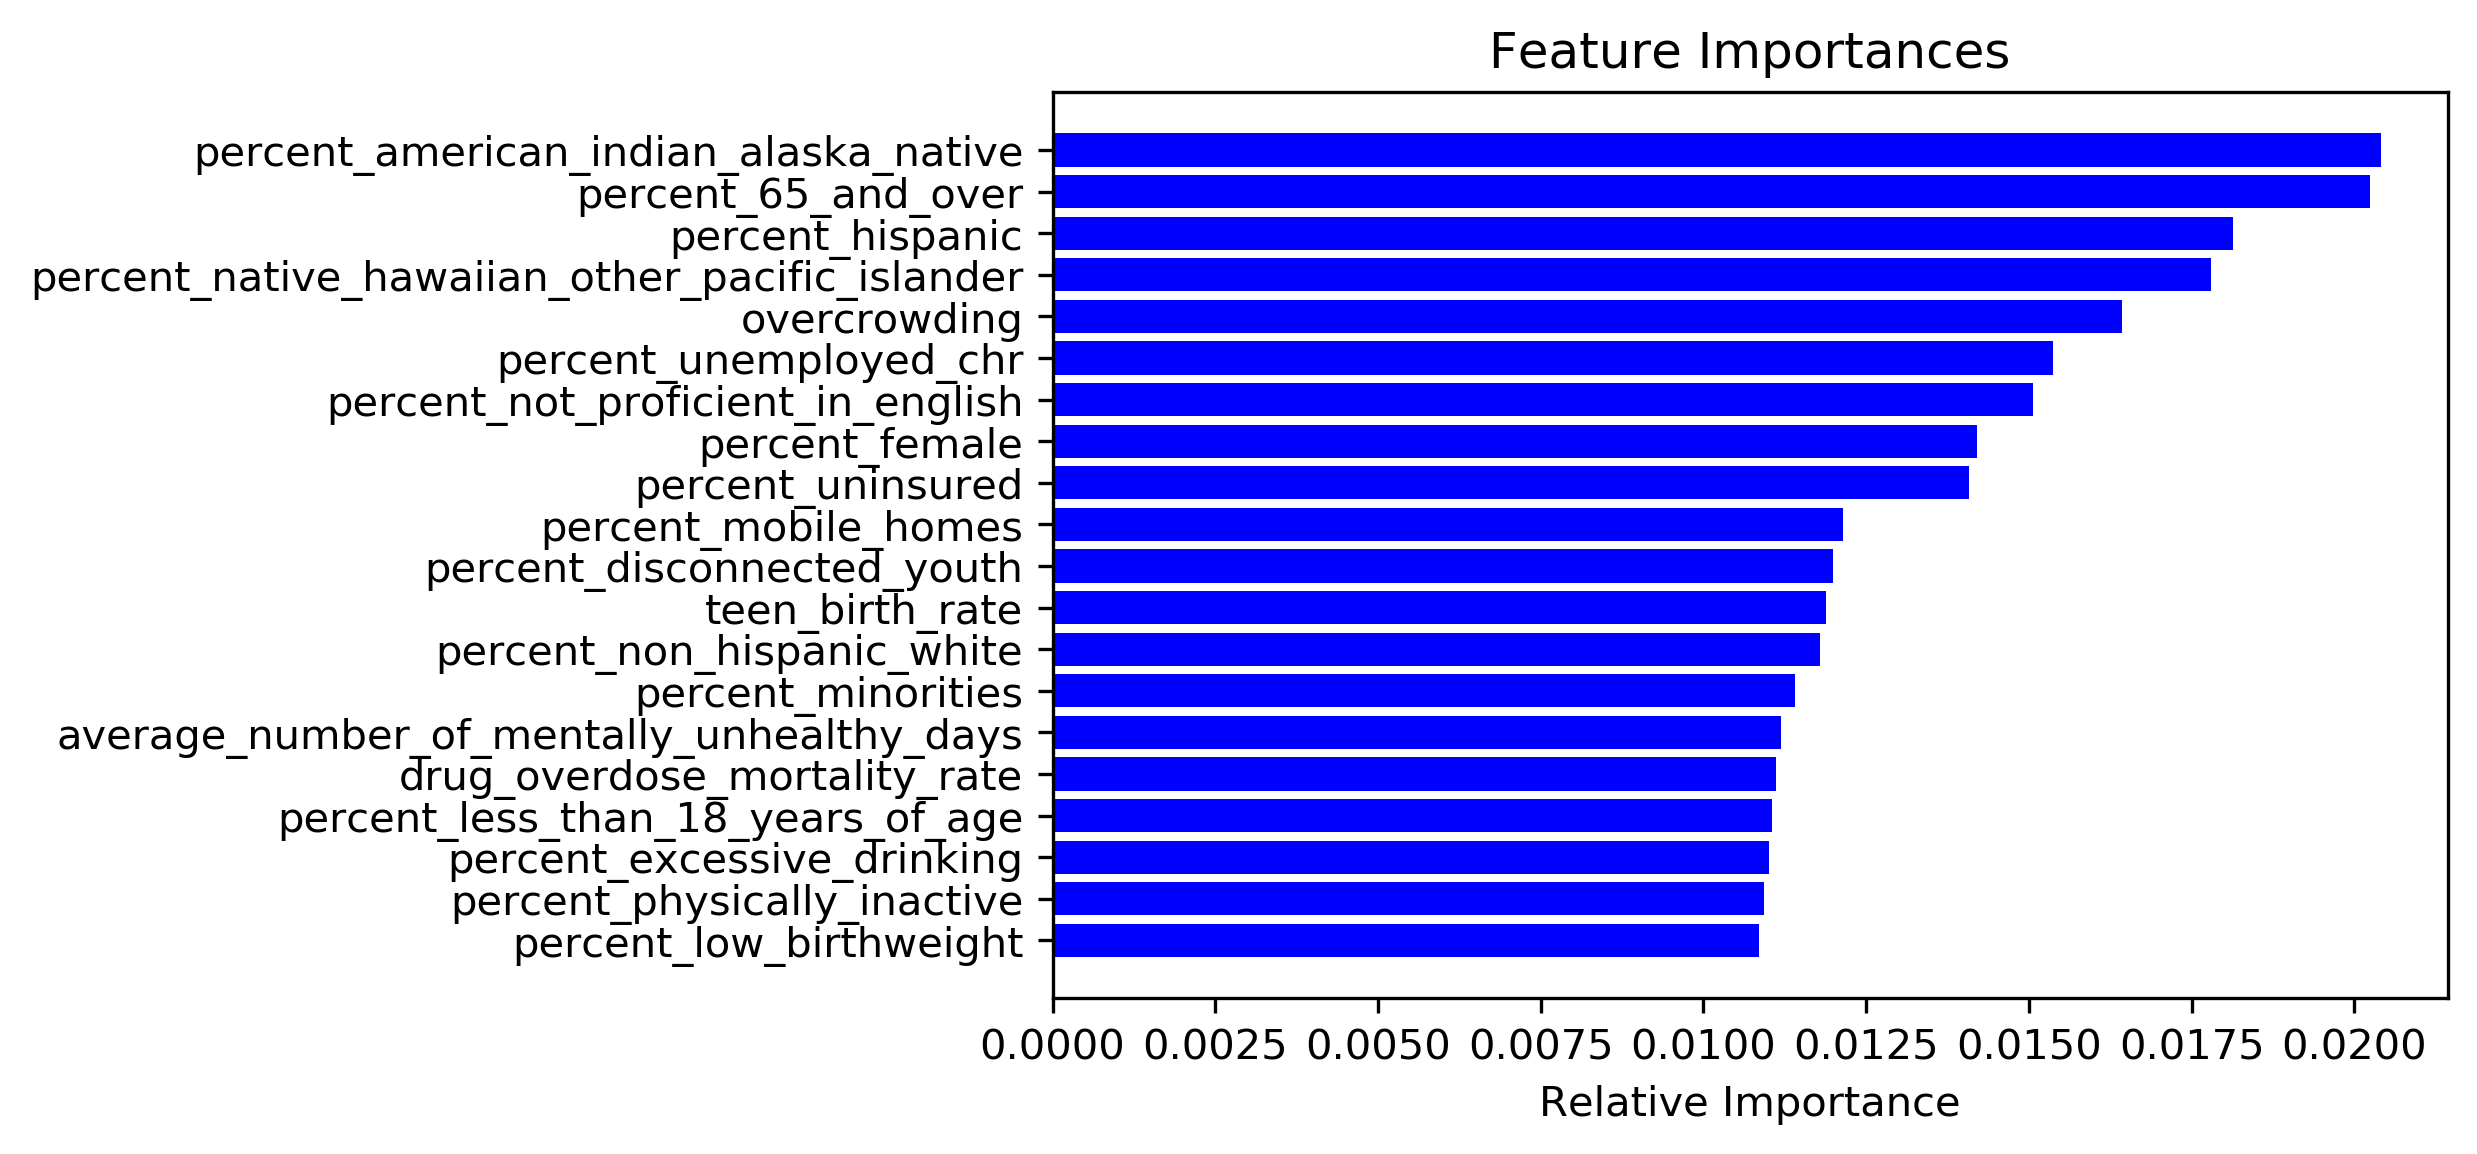 Feature Importances
percent_american_indian_alaska_native
percent_65_and_over
percent_hispanic
percent_native_hawaiian_other_pacific_islander
overcrowding
percent_unemployed_chr
percent_not_proficient_in_english
percent_female
percent_uninsured
percent_mobile_homes
percent_disconnected_youth
teen_birth_rate
percent_non_hispanic_white
percent_minorities
average_number_of_mentally_unhealthy_days
drug_overdose_mortality_rate
percent_less_than_18_years_of_age
percent_excessive_drinking
percent_physically_inactive
percent_low_birthweight
0.0000 0.0025 0.0050 0.0075 0.0100 0.0125 0.0150 0.0175 0.0200
Relative Importance